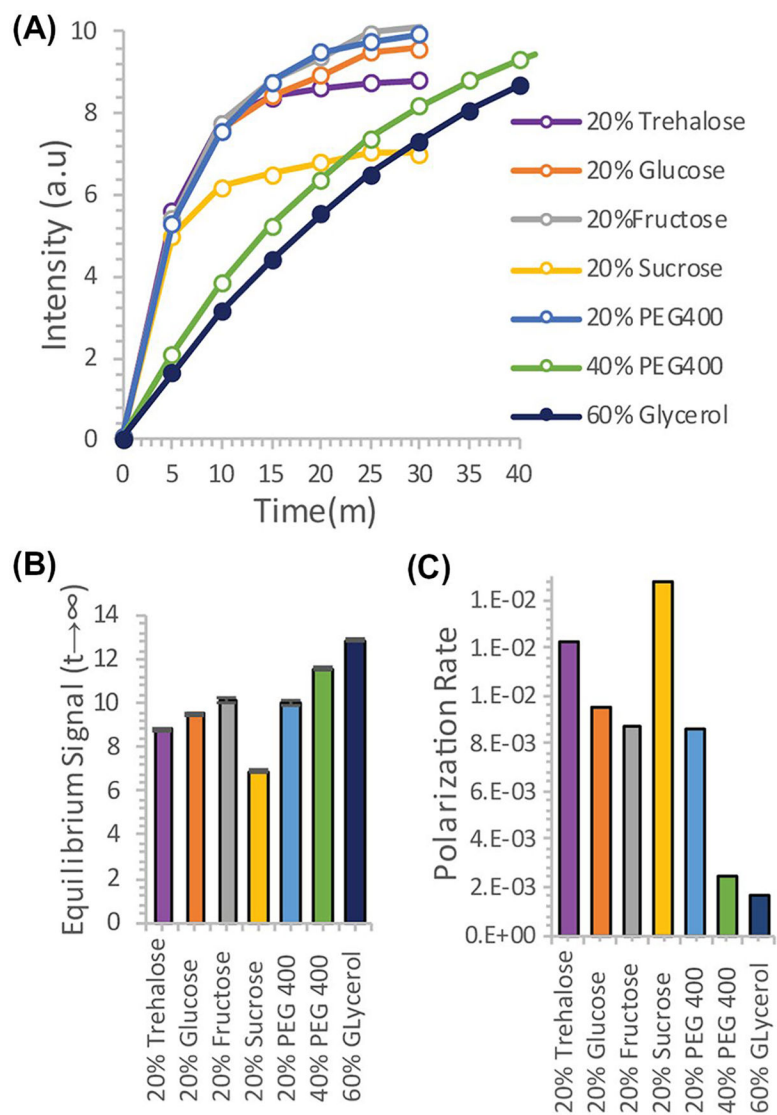 (A)
Intensity (a.u)
10
8
6
4
2
0
0 5 10 15 20 25 30 35 40
Time(m)
20% Trehalose
20% Glucose
20%Fructose
20% Sucrose
20% PEG400
40% PEG400
60% Glycerol
(B)
Equilibrium Signal (t→∞)
14
12
10
8
6
4
2
0
20% Trehalose
20% Glucose
20% Fructose
20% Sucrose
20% PEG 400
40% PEG 400
60% GLycerol
(C)
Polarization Rate
1.E-02
1.E-02
1.E-02
8.E-03
6.E-03
4.E-03
2.E-03
0.E+00
20% Trehalose
20% Glucose
20% Fructose
20% Sucrose
20% PEG 400
40% PEG 400
60% GLycerol